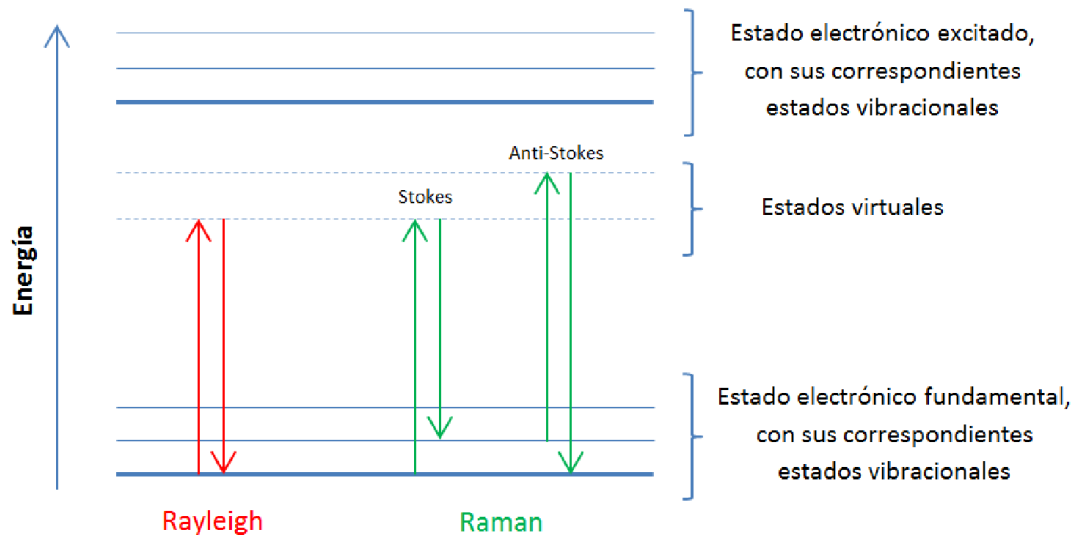 Estado electrónico excitado,
con sus correspondientes
estados vibracionales
Anti-Stokes
Stokes
Estados virtuales
Energía
Estado electrónico fundamental,
con sus correspondientes
estados vibracionales
Rayleigh
Raman